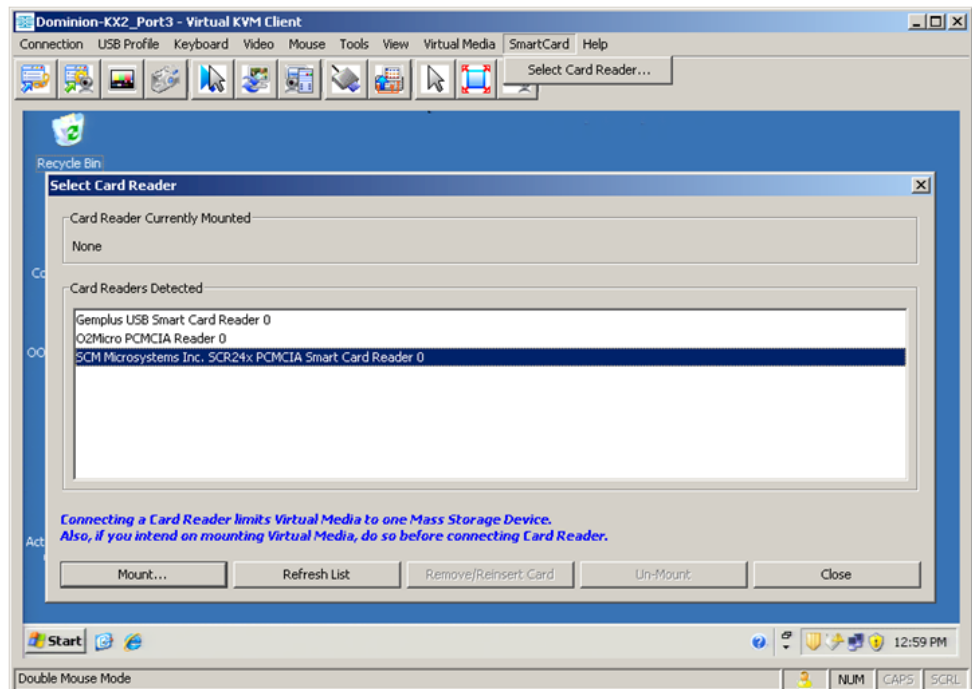 Dominion-KX2_Port3 - Virtual KVM Client
Connection USB Profile Keyboard Video Mouse Tools View Virtual Media SmartCard Help
Select Card Reader...
Recycle Bin
Select Card Reader
Card Reader Currently Mounted
None
Co
Card Readers Detected
Gemplus USB Smart Card Reader 0
O2Micro PCMCIA Reader 0
OO
SCM Microsystems Inc. SCR24x PCMCIA Smart Card Reader 0
Connecting a Card Reader limits Virtual Media to one Mass Storage Device.
Also, if you intend on mounting Virtual Media, do so before connecting Card Reader.
Act
Mount... Refresh List Remove/Reinsert Card Un-Mount Close
Start 12:59 PM
Double Mouse Mode NUM CAPS SCRL